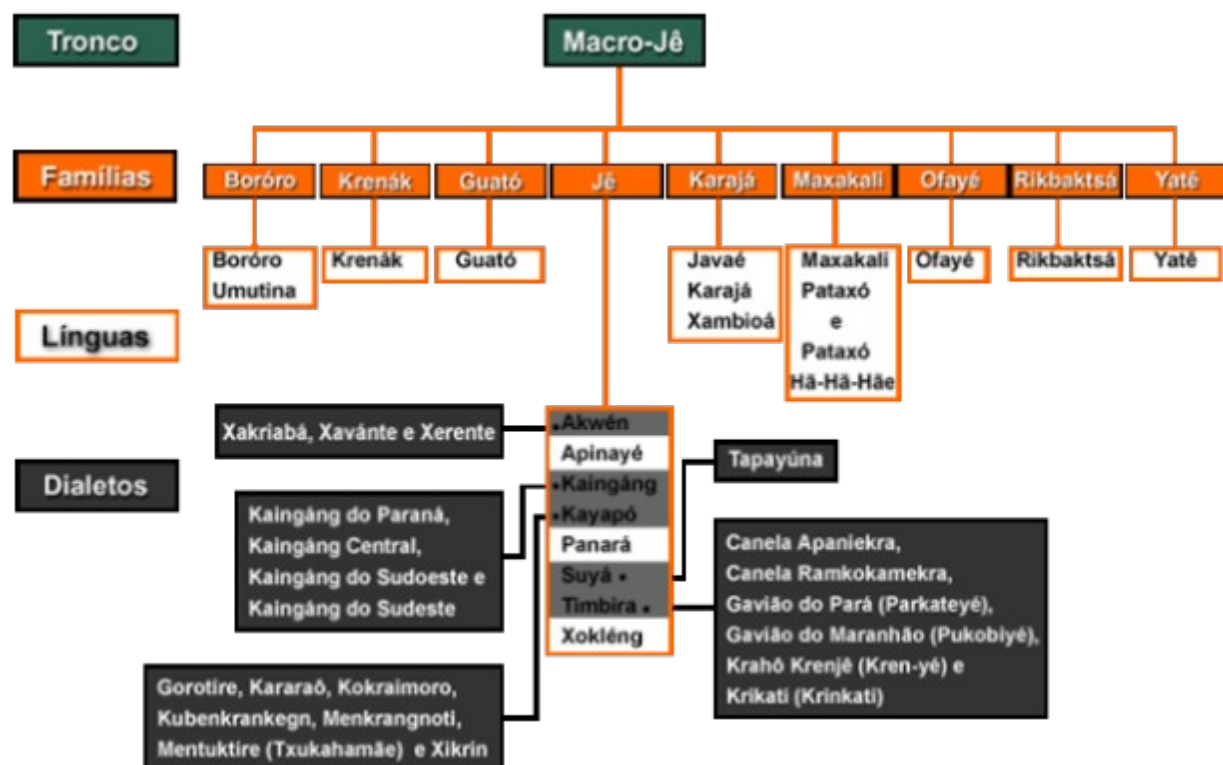 Tronco
Macro-Jê
Famílias
Boróro
Krenák
Guató
Jê
Karajá
Maxakali
Ofayé
Rikbaktsá
Yatê
Boróro
Umutina
Krenák
Guató
Javaé
Karajá
Xambioá
Maxakali
Pataxó
e
Pataxó
Hã-Hã-Hãe
Ofayé
Rikbaktsá
Yatê
Línguas
Xakriabá, Xavánte e Xerente
Akwén
Apinayé
Kaingáng
Kayapó
Panará
Suyá
Timbira
Xokléng
Tapayúna
Dialetos
Kaingáng do Paraná,
Kaingáng Central,
Kaingáng do Sudoeste e
Kaingáng do Sudeste
Canela Apaniekra,
Canela Ramkokamekra,
Gavião do Pará (Parkateyé),
Gavião do Maranhão (Pukobiyé),
Krahô Krenjê (Kren-yé) e
Krikati (Krinkati)
Gorotire, Kararaô, Kokraimoro,
Kubenkrankegn, Menkrangnoti,
Mentuktire (Txukahamãe) e Xikrin